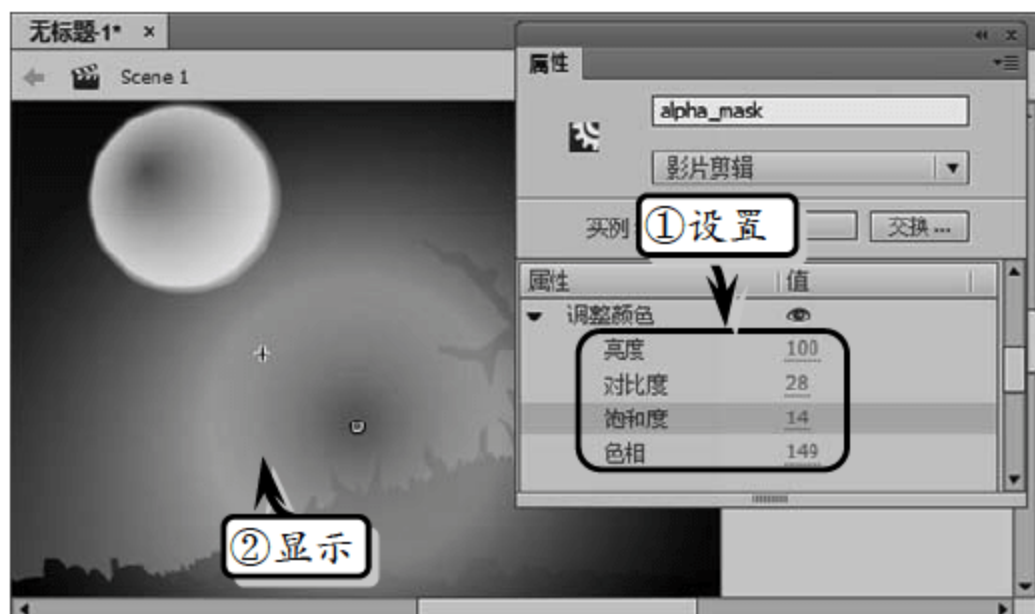 无标题-1* ×
Scene 1
属性
alpha_mask
影片剪辑
实例
①设置
交换...
属性 值
调整颜色
亮度 100
对比度 28
饱和度 14
色相 149
②显示